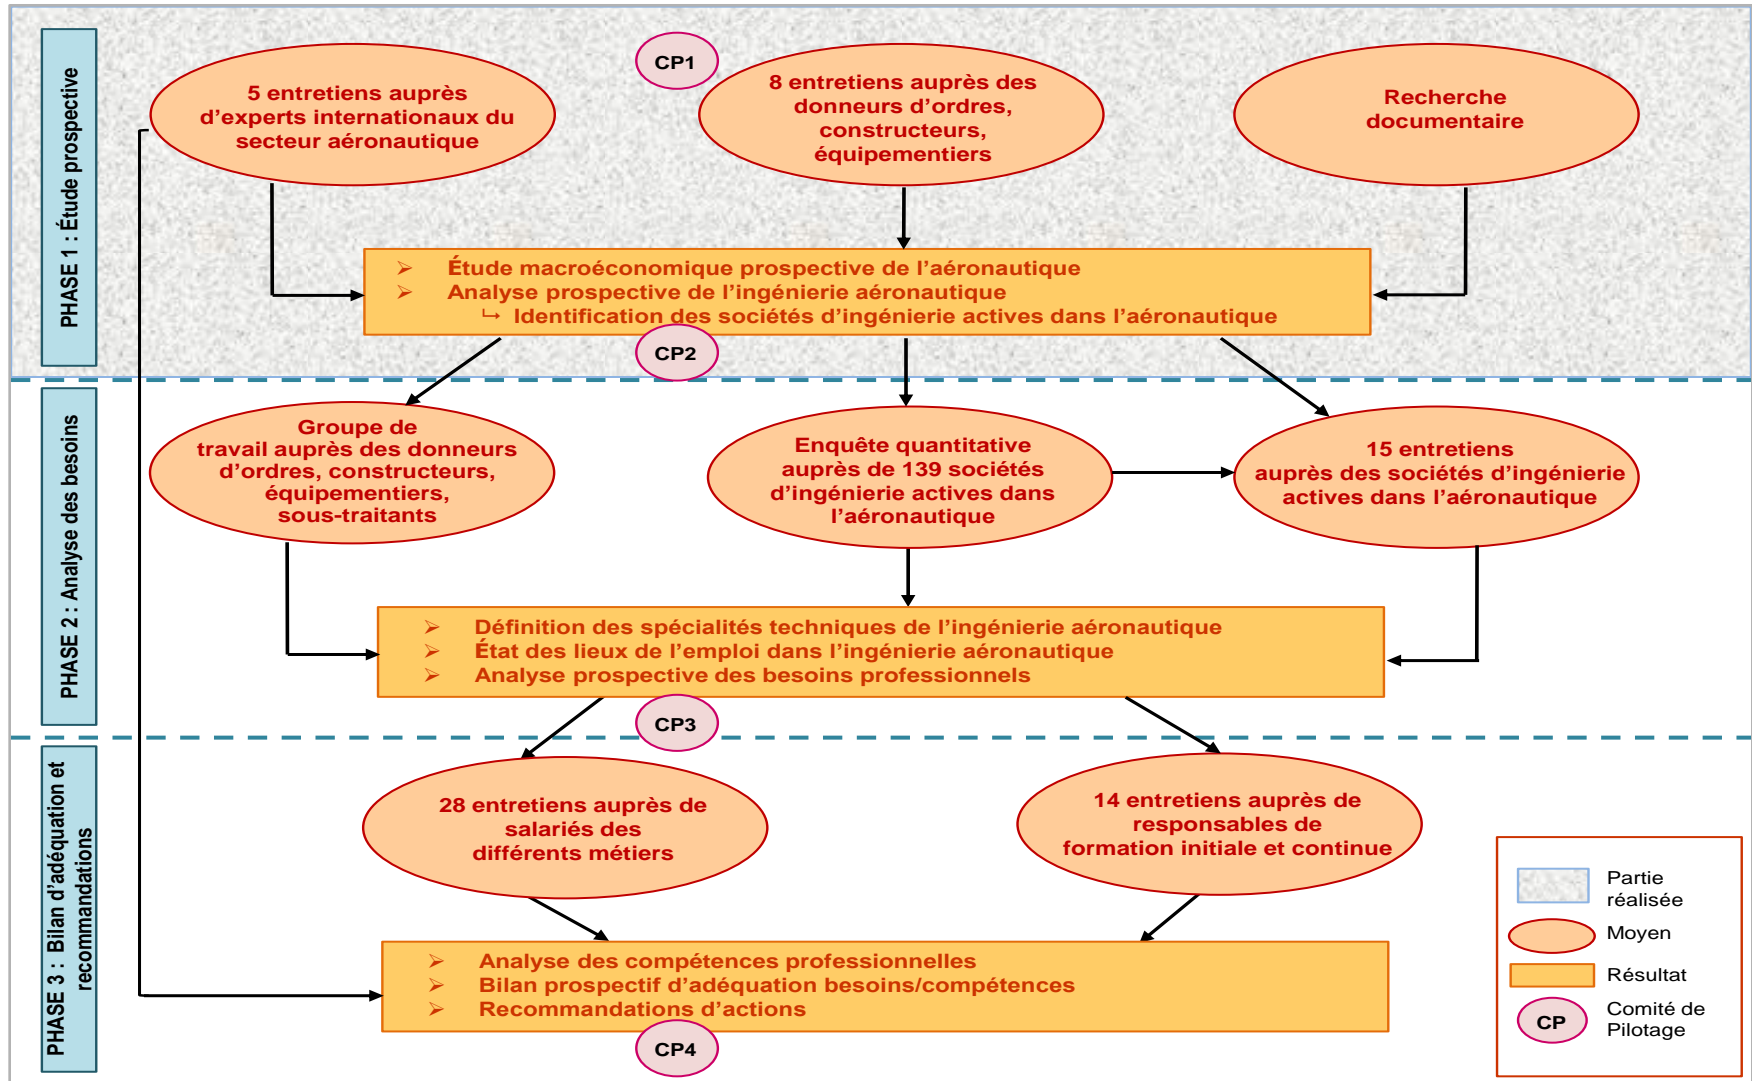 PHASE 1 : Étude prospective
CP1
5 entretiens auprès
d’experts internationaux du
secteur aéronautique
8 entretiens auprès des
donneurs d’ordres,
constructeurs,
équipementiers
Recherche
documentaire
➢ Étude macroéconomique prospective de l’aéronautique
➢ Analyse prospective de l’ingénierie aéronautique
↪ Identification des sociétés d’ingénierie actives dans l’aéronautique
CP2
PHASE 2 : Analyse des besoins
Groupe de
travail auprès des donneurs
d’ordres, constructeurs,
équipementiers,
sous-traitants
Enquête quantitative
auprès de 139 sociétés
d’ingénierie actives dans
l’aéronautique
15 entretiens
auprès des sociétés d’ingénierie
actives dans l’aéronautique
➢ Définition des spécialités techniques de l’ingénierie aéronautique
➢ État des lieux de l’emploi dans l’ingénierie aéronautique
➢ Analyse prospective des besoins professionnels
CP3
PHASE 3 : Bilan d’adéquation et
recommandations
28 entretiens auprès de
salariés des
différents métiers
14 entretiens auprès de
responsables de
formation initiale et continue
➢ Analyse des compétences professionnelles
➢ Bilan prospectif d’adéquation besoins/compétences
➢ Recommandations d’actions
CP4
Partie
réalisée
Moyen
Résultat
CP
Comité de
Pilotage